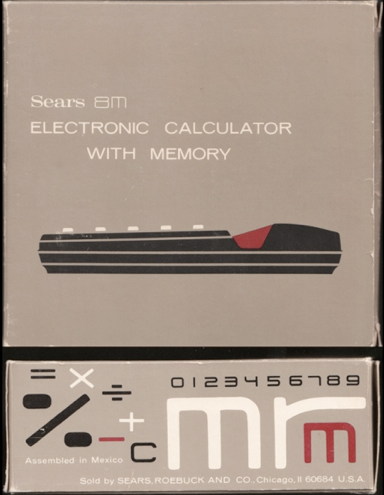 Sears 8m
ELECTRONIC CALCULATOR
WITH MEMORY
= × ÷ 0123456789
% + − C mr m
Assembled in Mexico
Sold by SEARS, ROEBUCK AND CO. Chicago, Il 60684 U.S.A.